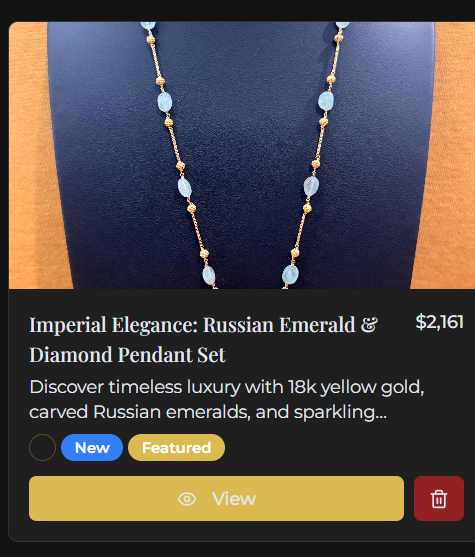 Imperial Elegance: Russian Emerald & $2,161
Diamond Pendant Set
Discover timeless luxury with 18k yellow gold,
carved Russian emeralds, and sparkling...
New Featured
View